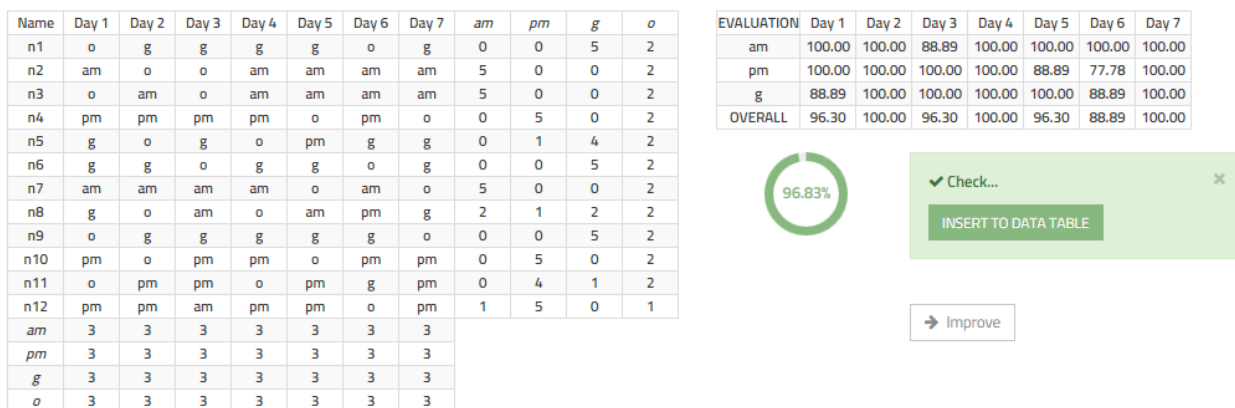 Name Day 1 Day 2 Day 3 Day 4 Day 5 Day 6 Day 7 am pm g o
n1 o g g g g o g 0 0 5 2
n2 am o o am am am am 5 0 0 2
n3 o am o am am am am 5 0 0 2
n4 pm pm pm pm o pm o 0 5 0 2
n5 g o g o pm g g 0 1 4 2
n6 g g o g g o g 0 0 5 2
n7 am am am am o am o 5 0 0 2
n8 g o am o am pm g 2 1 2 2
n9 o g g g g g o 0 0 5 2
n10 pm o pm pm o pm pm 0 5 0 2
n11 o pm pm o pm g pm 0 4 1 2
n12 pm pm am pm pm o pm 1 5 0 1
am 3 3 3 3 3 3 3
pm 3 3 3 3 3 3 3
g 3 3 3 3 3 3 3
o 3 3 3 3 3 3 3
EVALUATION Day 1 Day 2 Day 3 Day 4 Day 5 Day 6 Day 7
am 100.00 100.00 88.89 100.00 100.00 100.00 100.00
pm 100.00 100.00 100.00 100.00 88.89 77.78 100.00
g 88.89 100.00 100.00 100.00 100.00 88.89 100.00
OVERALL 96.30 100.00 96.30 100.00 96.30 88.89 100.00
96.83%
Check...
INSERT TO DATA TABLE
Improve